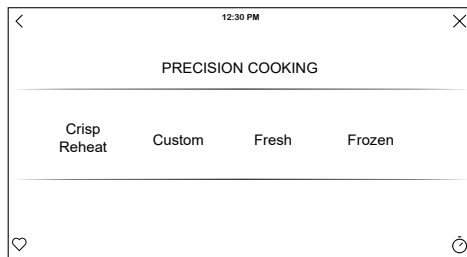 12:30 PM
PRECISION COOKING
Crisp
Reheat
Custom
Fresh
Frozen